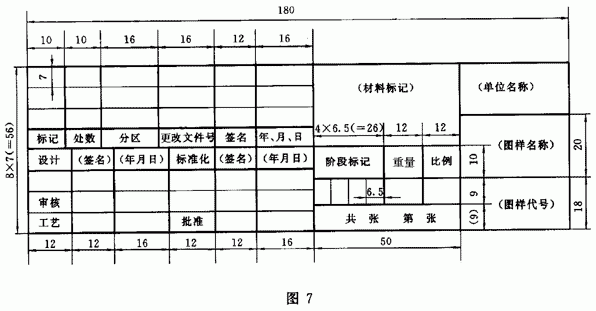 180
10 10 16 16 12 16
7
(材料标记) (单位名称)
4×6.5(=26) 12 12
标记 处数 分区 更改文件号 签名 年、月、日
8×7(=56)
(图样名称) 20
设计 (签名) (年月日) 标准化 (签名) (年月日) 阶段标记 重量 比例 10
6.5 9
审核 (图样代号) 18
工艺 批准 共 张 第 张 (9)
12 12 16 12 12 16 50
图 7